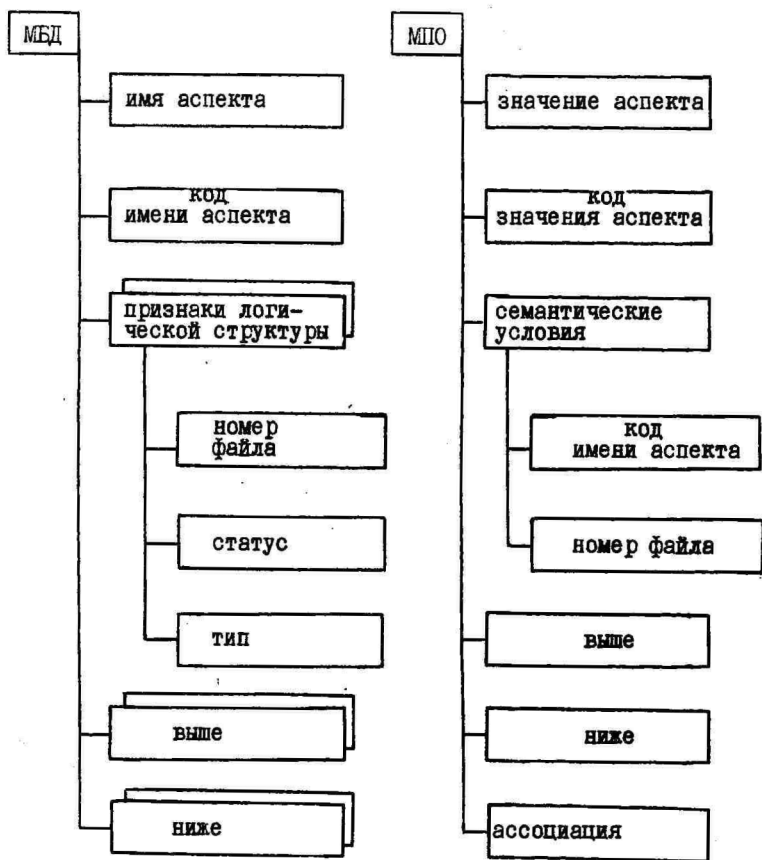 МБД
имя аспекта
код
имени аспекта
признаки логи-
ческой структуры
номер
файла
статус
тип
выше
ниже
МПО
значение аспекта
код
значения аспекта
семантические
условия
код
имени аспекта
номер файла
выше
ниже
ассоциация